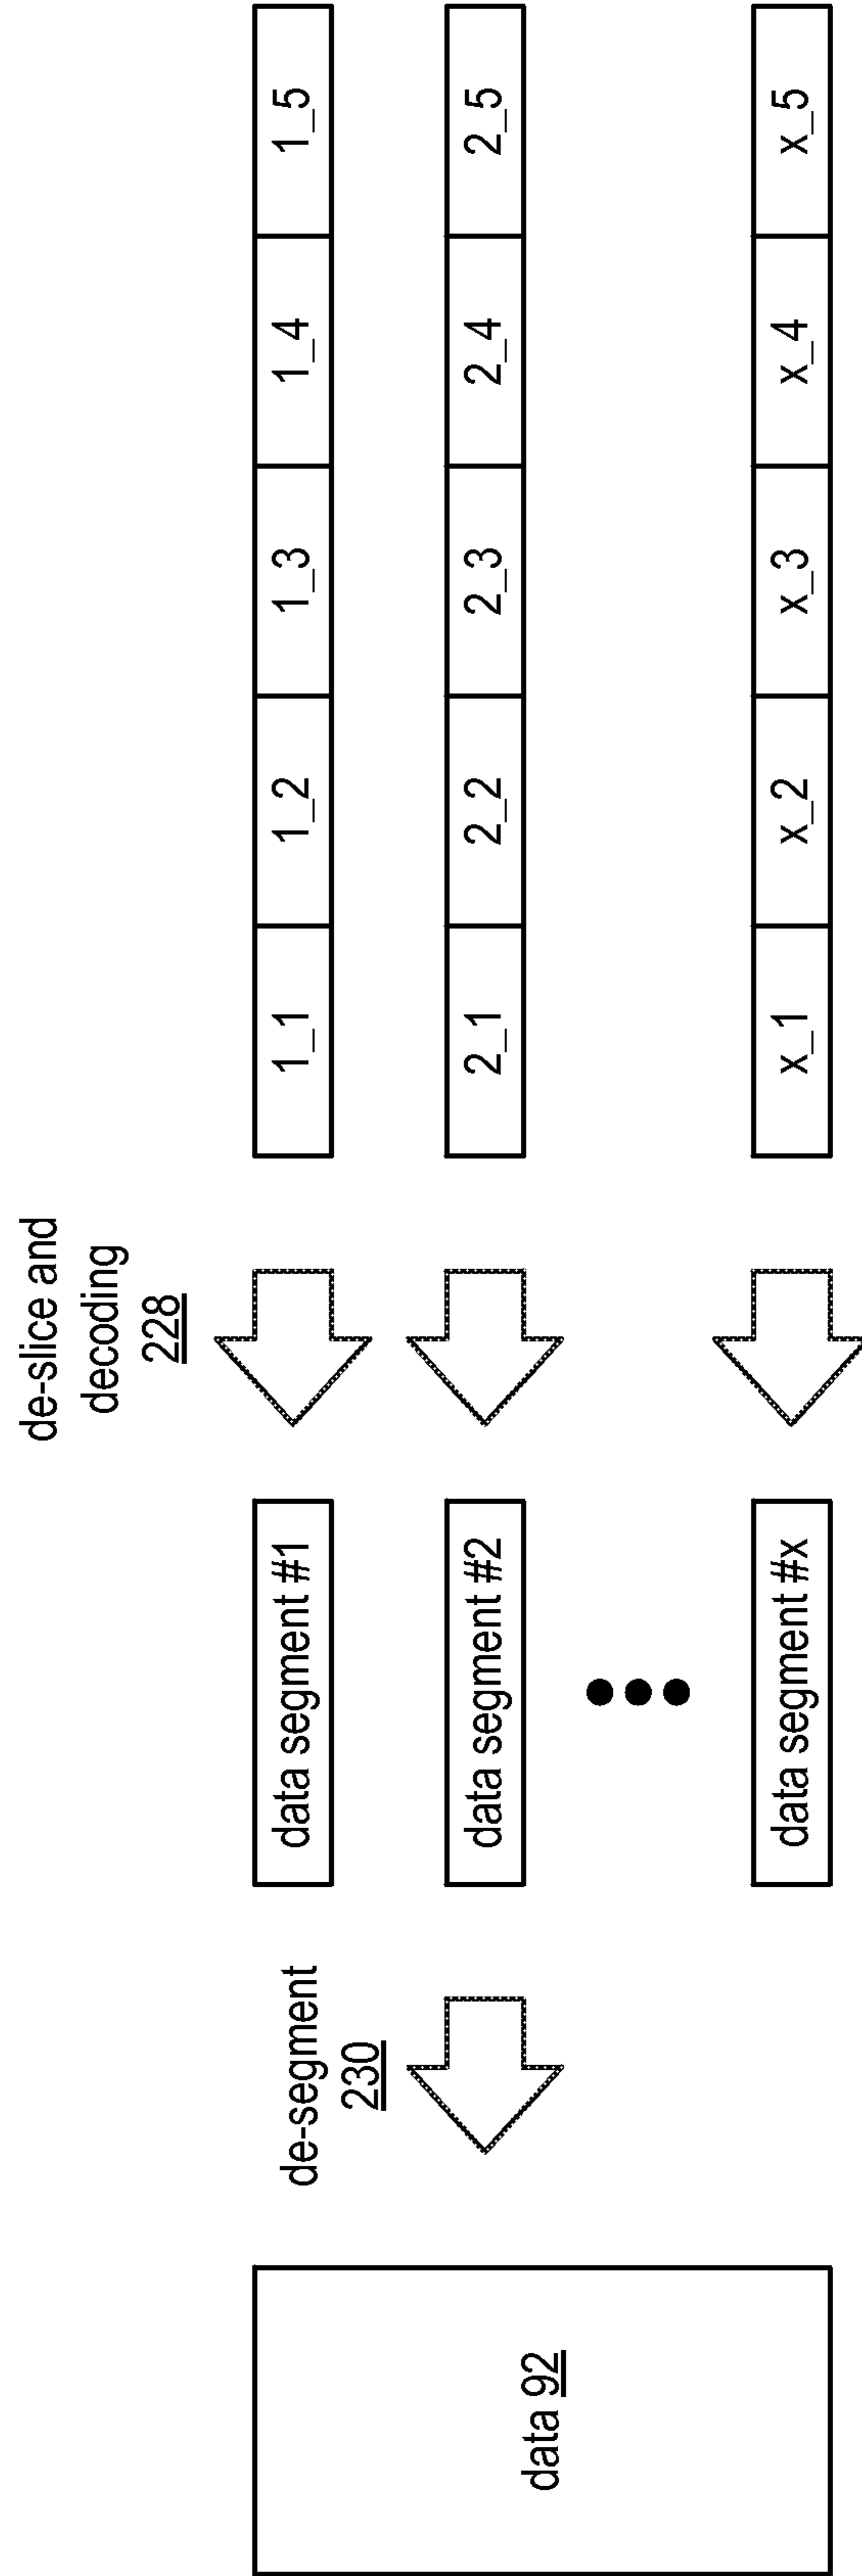 de-slice and
decoding
228
de-segment
230
data 92
data segment #1
1_1 1_2 1_3 1_4 1_5
data segment #2
2_1 2_2 2_3 2_4 2_5
data segment #x
x_1 x_2 x_3 x_4 x_5